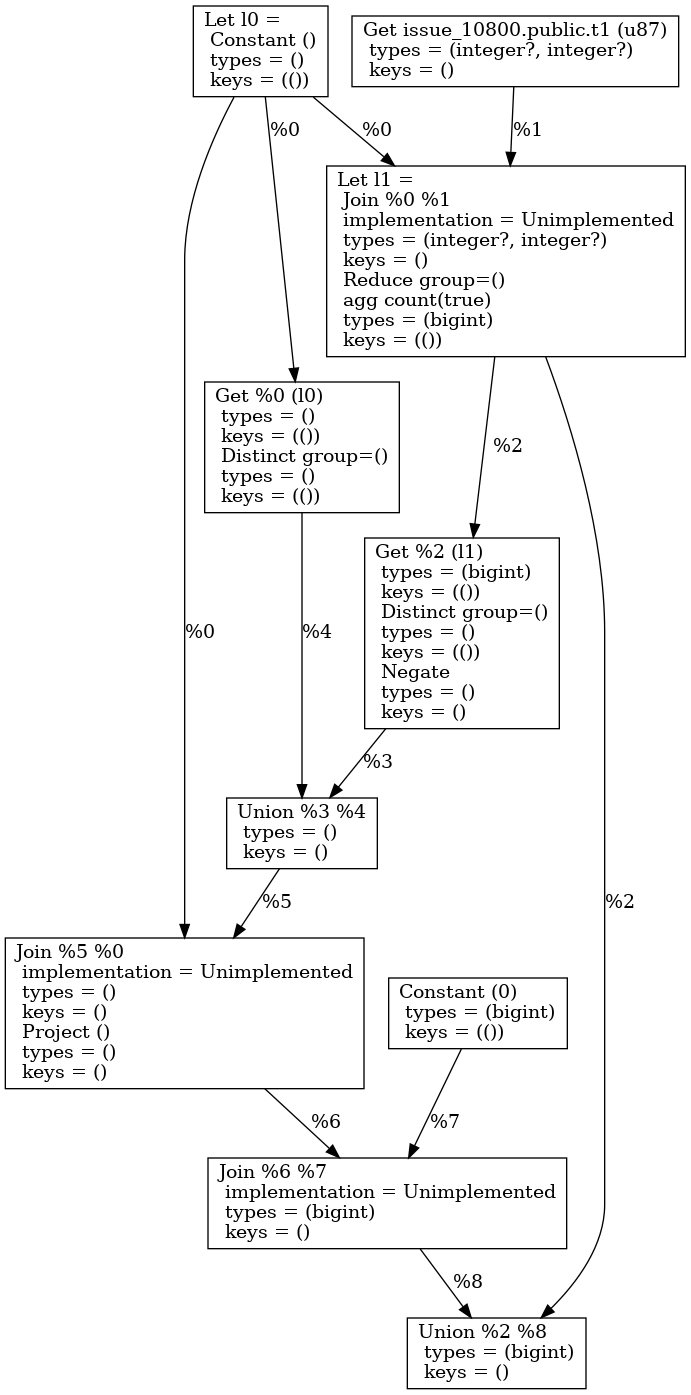 Let l0 =
Constant ()
types = ()
keys = (())
Get issue_10800.public.t1 (u87)
types = (integer?, integer?)
keys = ()
%0
%0
%1
Let l1 =
Join %0 %1
implementation = Unimplemented
types = (integer?, integer?)
keys = ()
Reduce group=()
agg count(true)
types = (bigint)
keys = (())
Get %0 (l0)
types = ()
keys = (())
Distinct group=()
types = ()
keys = (())
%2
Get %2 (l1)
types = (bigint)
keys = (())
Distinct group=()
types = ()
keys = (())
Negate
types = ()
keys = ()
%0
%4
%3
Union %3 %4
types = ()
keys = ()
%5
%2
Join %5 %0
implementation = Unimplemented
types = ()
keys = ()
Project ()
types = ()
keys = ()
Constant (0)
types = (bigint)
keys = (())
%6
%7
Join %6 %7
implementation = Unimplemented
types = (bigint)
keys = ()
%8
Union %2 %8
types = (bigint)
keys = ()